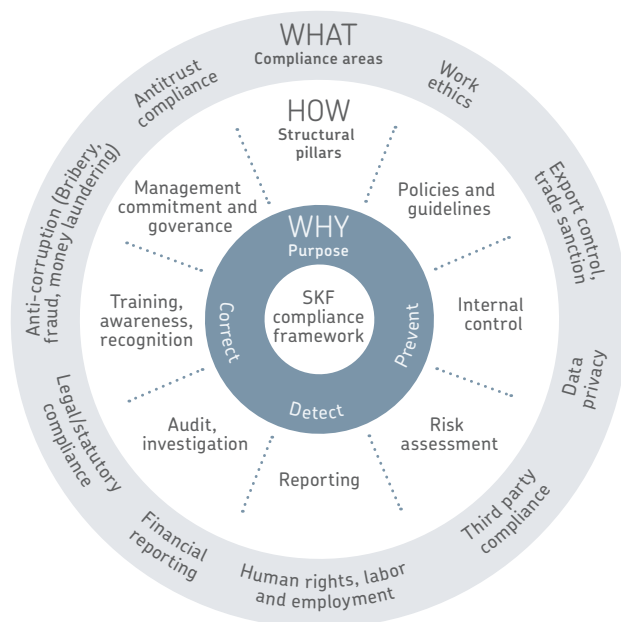 WHAT
Compliance areas
Work
ethics
Export control,
trade sanction
Data
privacy
Third party
compliance
Human rights, labor
and employment
Financial
reporting
Legal/statutory
compliance
Anti-corruption (Bribery,
fraud, money laundering)
Antitrust
compliance
HOW
Structural
pillars
Policies and
guidelines
Internal
control
Risk
assessment
Reporting
Audit,
investigation
Training,
awareness,
recognition
Management
commitment and
goverance
WHY
Purpose
Prevent
Detect
Correct
SKF
compliance
framework